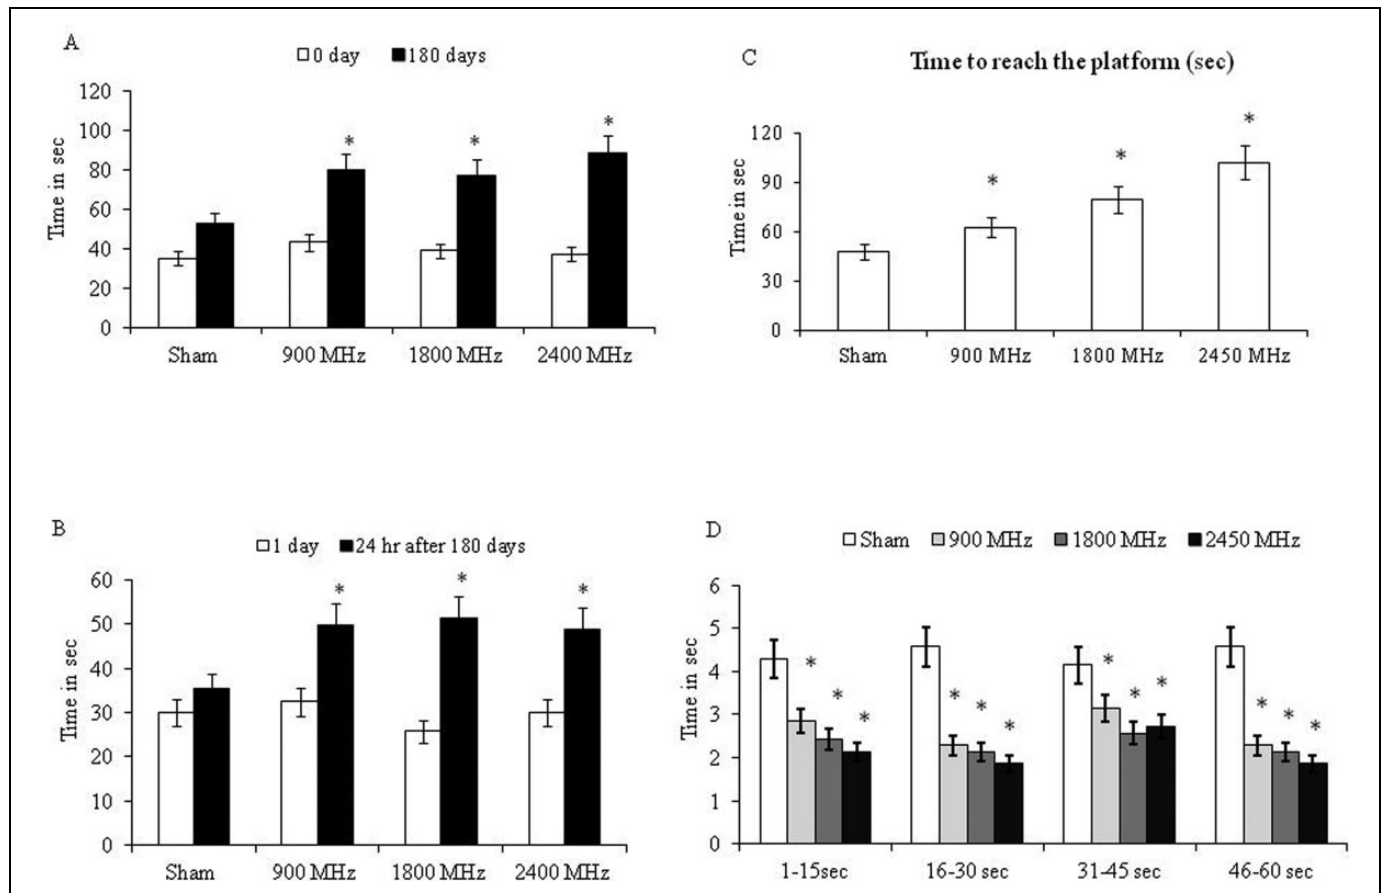 A
0 day 180 days
120
100
80
60
40
20
0
Time in sec
* * *
Sham 900 MHz 1800 MHz 2400 MHz
C
Time to reach the platform (sec)
120
90
60
30
0
Time in sec
* * *
Sham 900 MHz 1800 MHz 2450 MHz
B
1 day 24 hr after 180 days
60
50
40
30
20
10
0
Time in sec
* * *
Sham 900 MHz 1800 MHz 2400 MHz
D
Sham 900 MHz 1800 MHz 2450 MHz
6
5
4
3
2
1
0
Time in sec
* * * * * * * * * * * *
1-15sec 16-30 sec 31-45 sec 46-60 sec